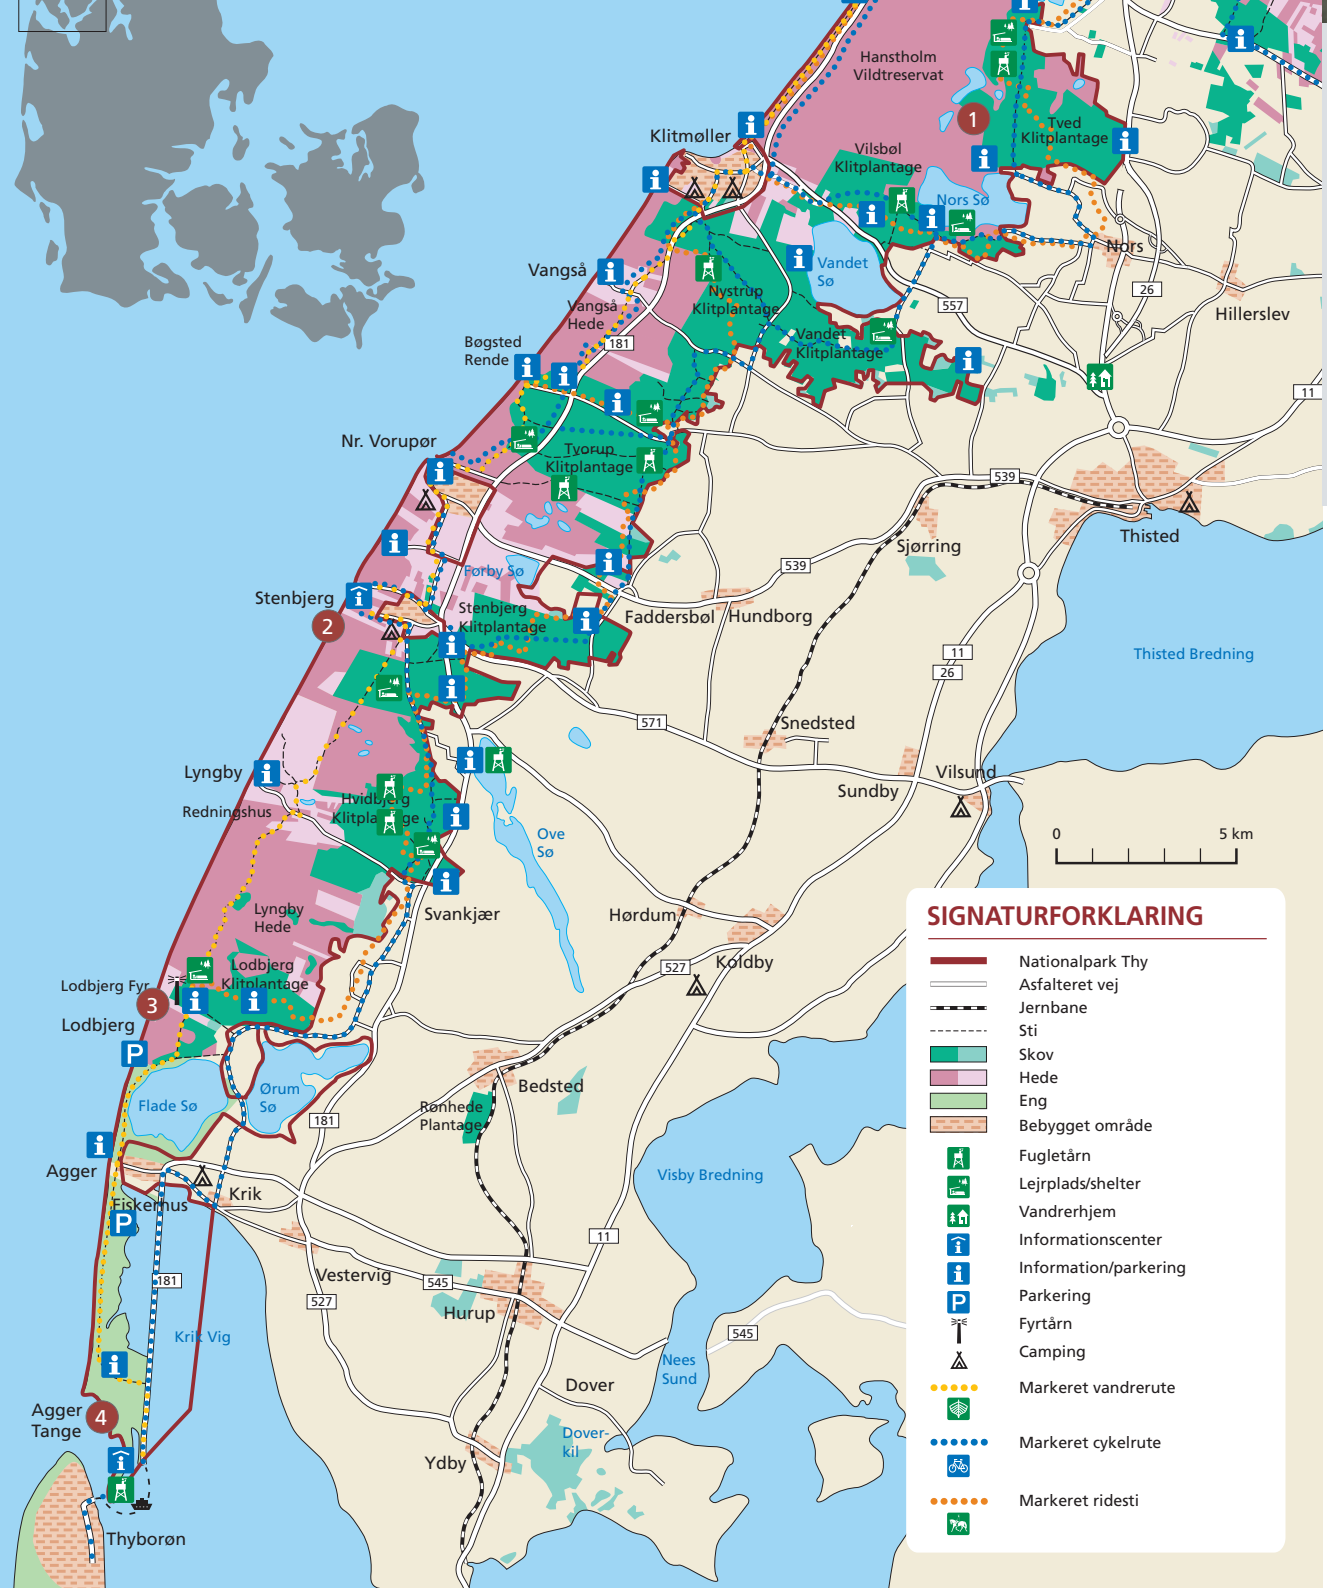 Hanstholm
Vildtreservat
1
Tved
Klitplantage
Klitmøller
Vilsbøl
Klitplantage
Nors Sø
Nors
Vangså
Vandet
Sø
26
Hillerslev
Nystrup
Klitplantage
557
Vangså
Hede
181
Bøgsted
Rende
Vandet
Klitplantage
11
Nr. Vorupør
Tvorup
Klitplantage
539
Thisted
Sjørring
Førby Sø
539
Stenbjerg
2
Stenbjerg
Klitplantage
Faddersbøl
Hundborg
11
26
Thisted Bredning
571
Snedsted
Lyngby
Redningshus
Hvidbjerg
Klitplantage
Sundby
Vilsund
Ove
Sø
0
5 km
Lyngby
Hede
Svankjær
Hørdum
Koldby
527
Lodbjerg
Klitplantage
Lodbjerg Fyr
3
Lodbjerg
P
Flade Sø
Ørum
Sø
Bedsted
Rønhede
Plantage
181
Agger
Krik
Fiskerhus
P
Visby Bredning
11
181
Vestervig
545
527
Hurup
Krik Vig
545
Nees
Sund
Dover
Agger
Tange
4
Dover-
kil
Ydby
Thyborøn
SIGNATURFORKLARING
Nationalpark Thy
Asfalteret vej
Jernbane
Sti
Skov
Hede
Eng
Bebygget område
Fugletårn
Lejrplads/shelter
Vandrerhjem
Informationscenter
Information/parkering
P Parkering
Fyrtårn
Camping
Markeret vandrerute
Markeret cykelrute
Markeret ridesti